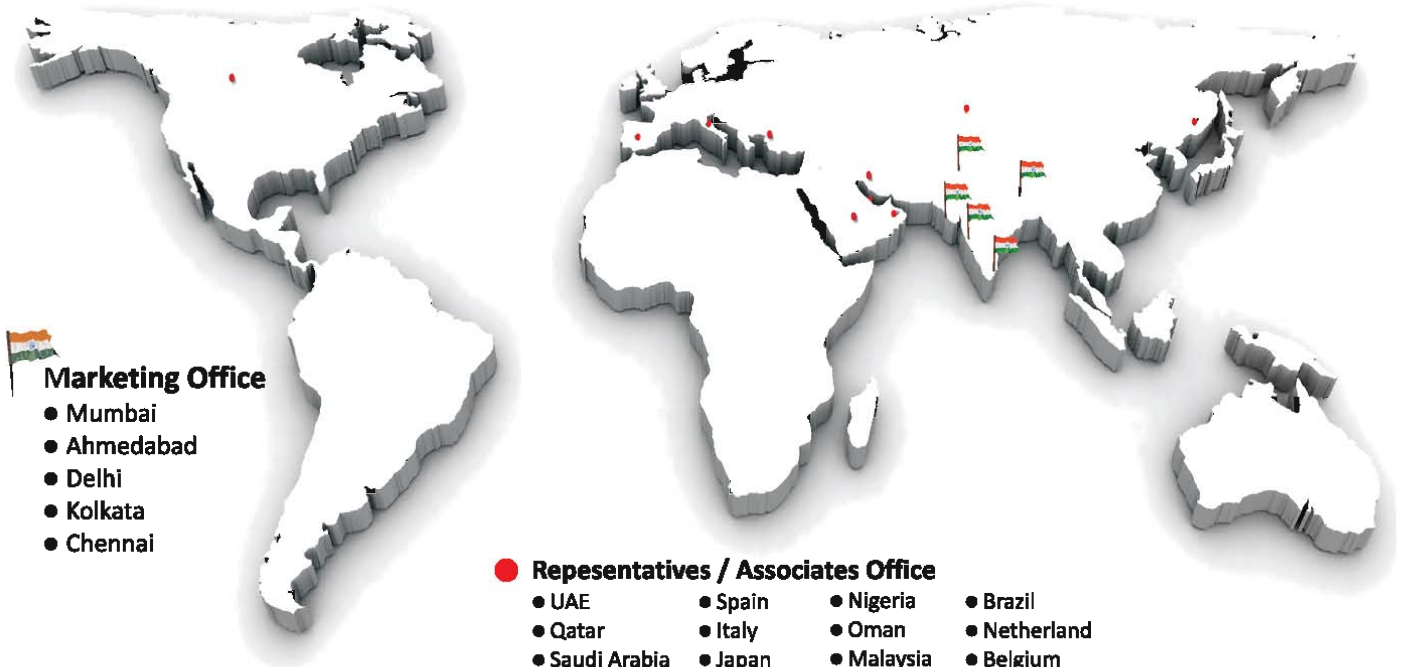 Marketing Office
● Mumbai
● Ahmedabad
● Delhi
● Kolkata
● Chennai
Repesentatives / Associates Office
● UAE ● Spain ● Nigeria ● Brazil
● Qatar ● Italy ● Oman ● Netherland
● Saudi Arabia ● Japan ● Malaysia ● Belgium